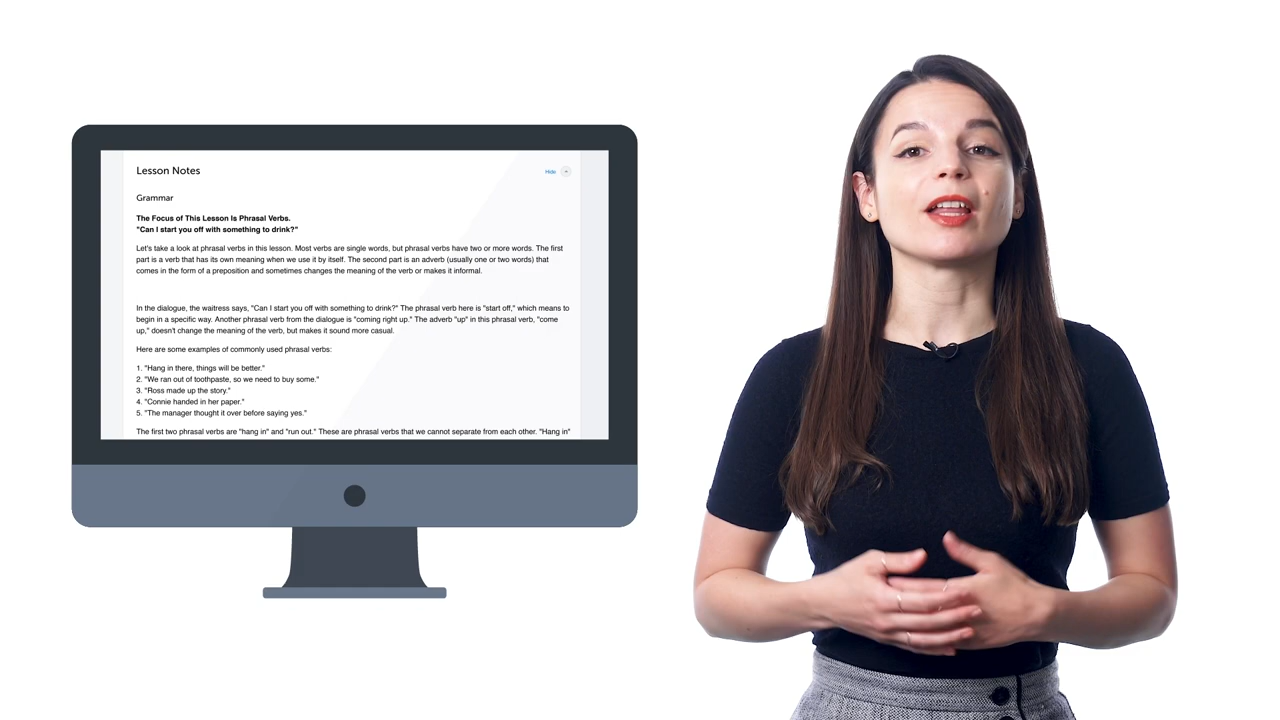 Lesson Notes
Hide
Grammar
The Focus of This Lesson Is Phrasal Verbs.
"Can I start you off with something to drink?"
Let's take a look at phrasal verbs in this lesson. Most verbs are single words, but phrasal verbs have two or more words. The first
part is a verb that has its own meaning when we use it by itself. The second part is an adverb (usually one or two words) that
comes in the form of a preposition and sometimes changes the meaning of the verb or makes it informal.
In the dialogue, the waitress says, "Can I start you off with something to drink?" The phrasal verb here is "start off," which means to
begin in a specific way. Another phrasal verb from the dialogue is "coming right up." The adverb "up" in this phrasal verb, "come
up," doesn't change the meaning of the verb, but makes it sound more casual.
Here are some examples of commonly used phrasal verbs:
1. "Hang in there, things will be better."
2. "We ran out of toothpaste, so we need to buy some."
3. "Ross made up the story."
4. "Connie handed in her paper."
5. "The manager thought it over before saying yes."
The first two phrasal verbs are "hang in" and "run out." These are phrasal verbs that we cannot separate from each other. "Hang in"